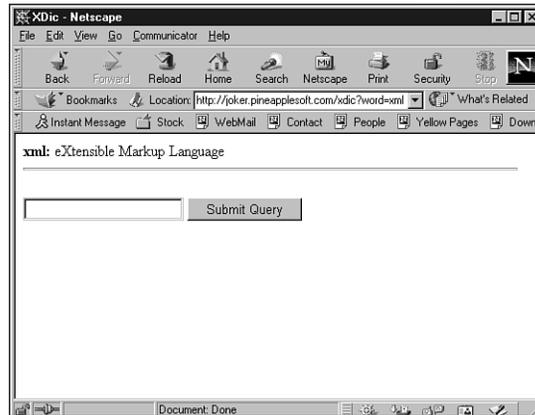 XDic - Netscape
File Edit View Go Communicator Help
Back Forward Reload Home Search Netscape Print Security Stop N
My
Bookmarks Location: http://joker.pineapplesoft.com/xdic?word=xml What's Related
Instant Message Stock WebMail Contact People Yellow Pages Down
xml: eXtensible Markup Language
Submit Query
Document: Done